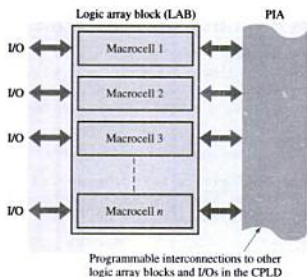 Logic array block (LAB)
PIA
I/O
Macrocell 1
I/O
Macrocell 2
I/O
Macrocell 3
I/O
Macrocell n
Programmable interconnections to other
logic array blocks and I/Os in the CPLD